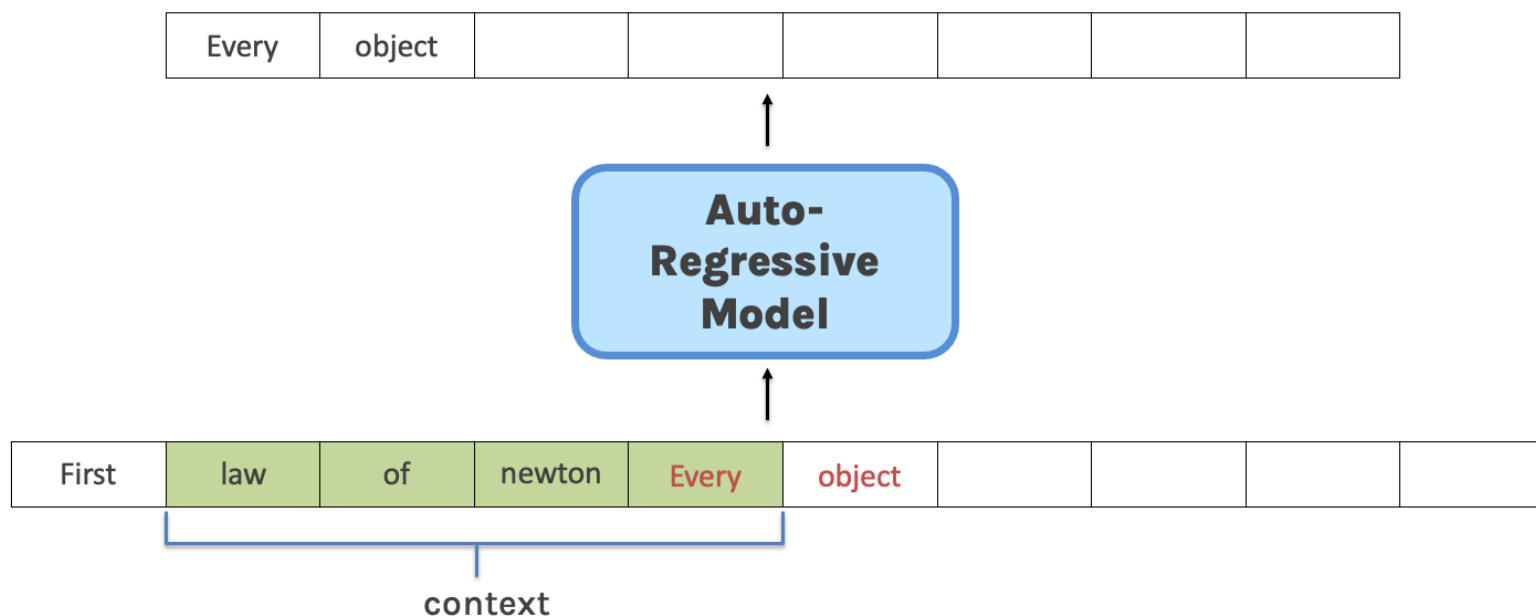 Every object
Auto-
Regressive
Model
First law of newton Every object
context